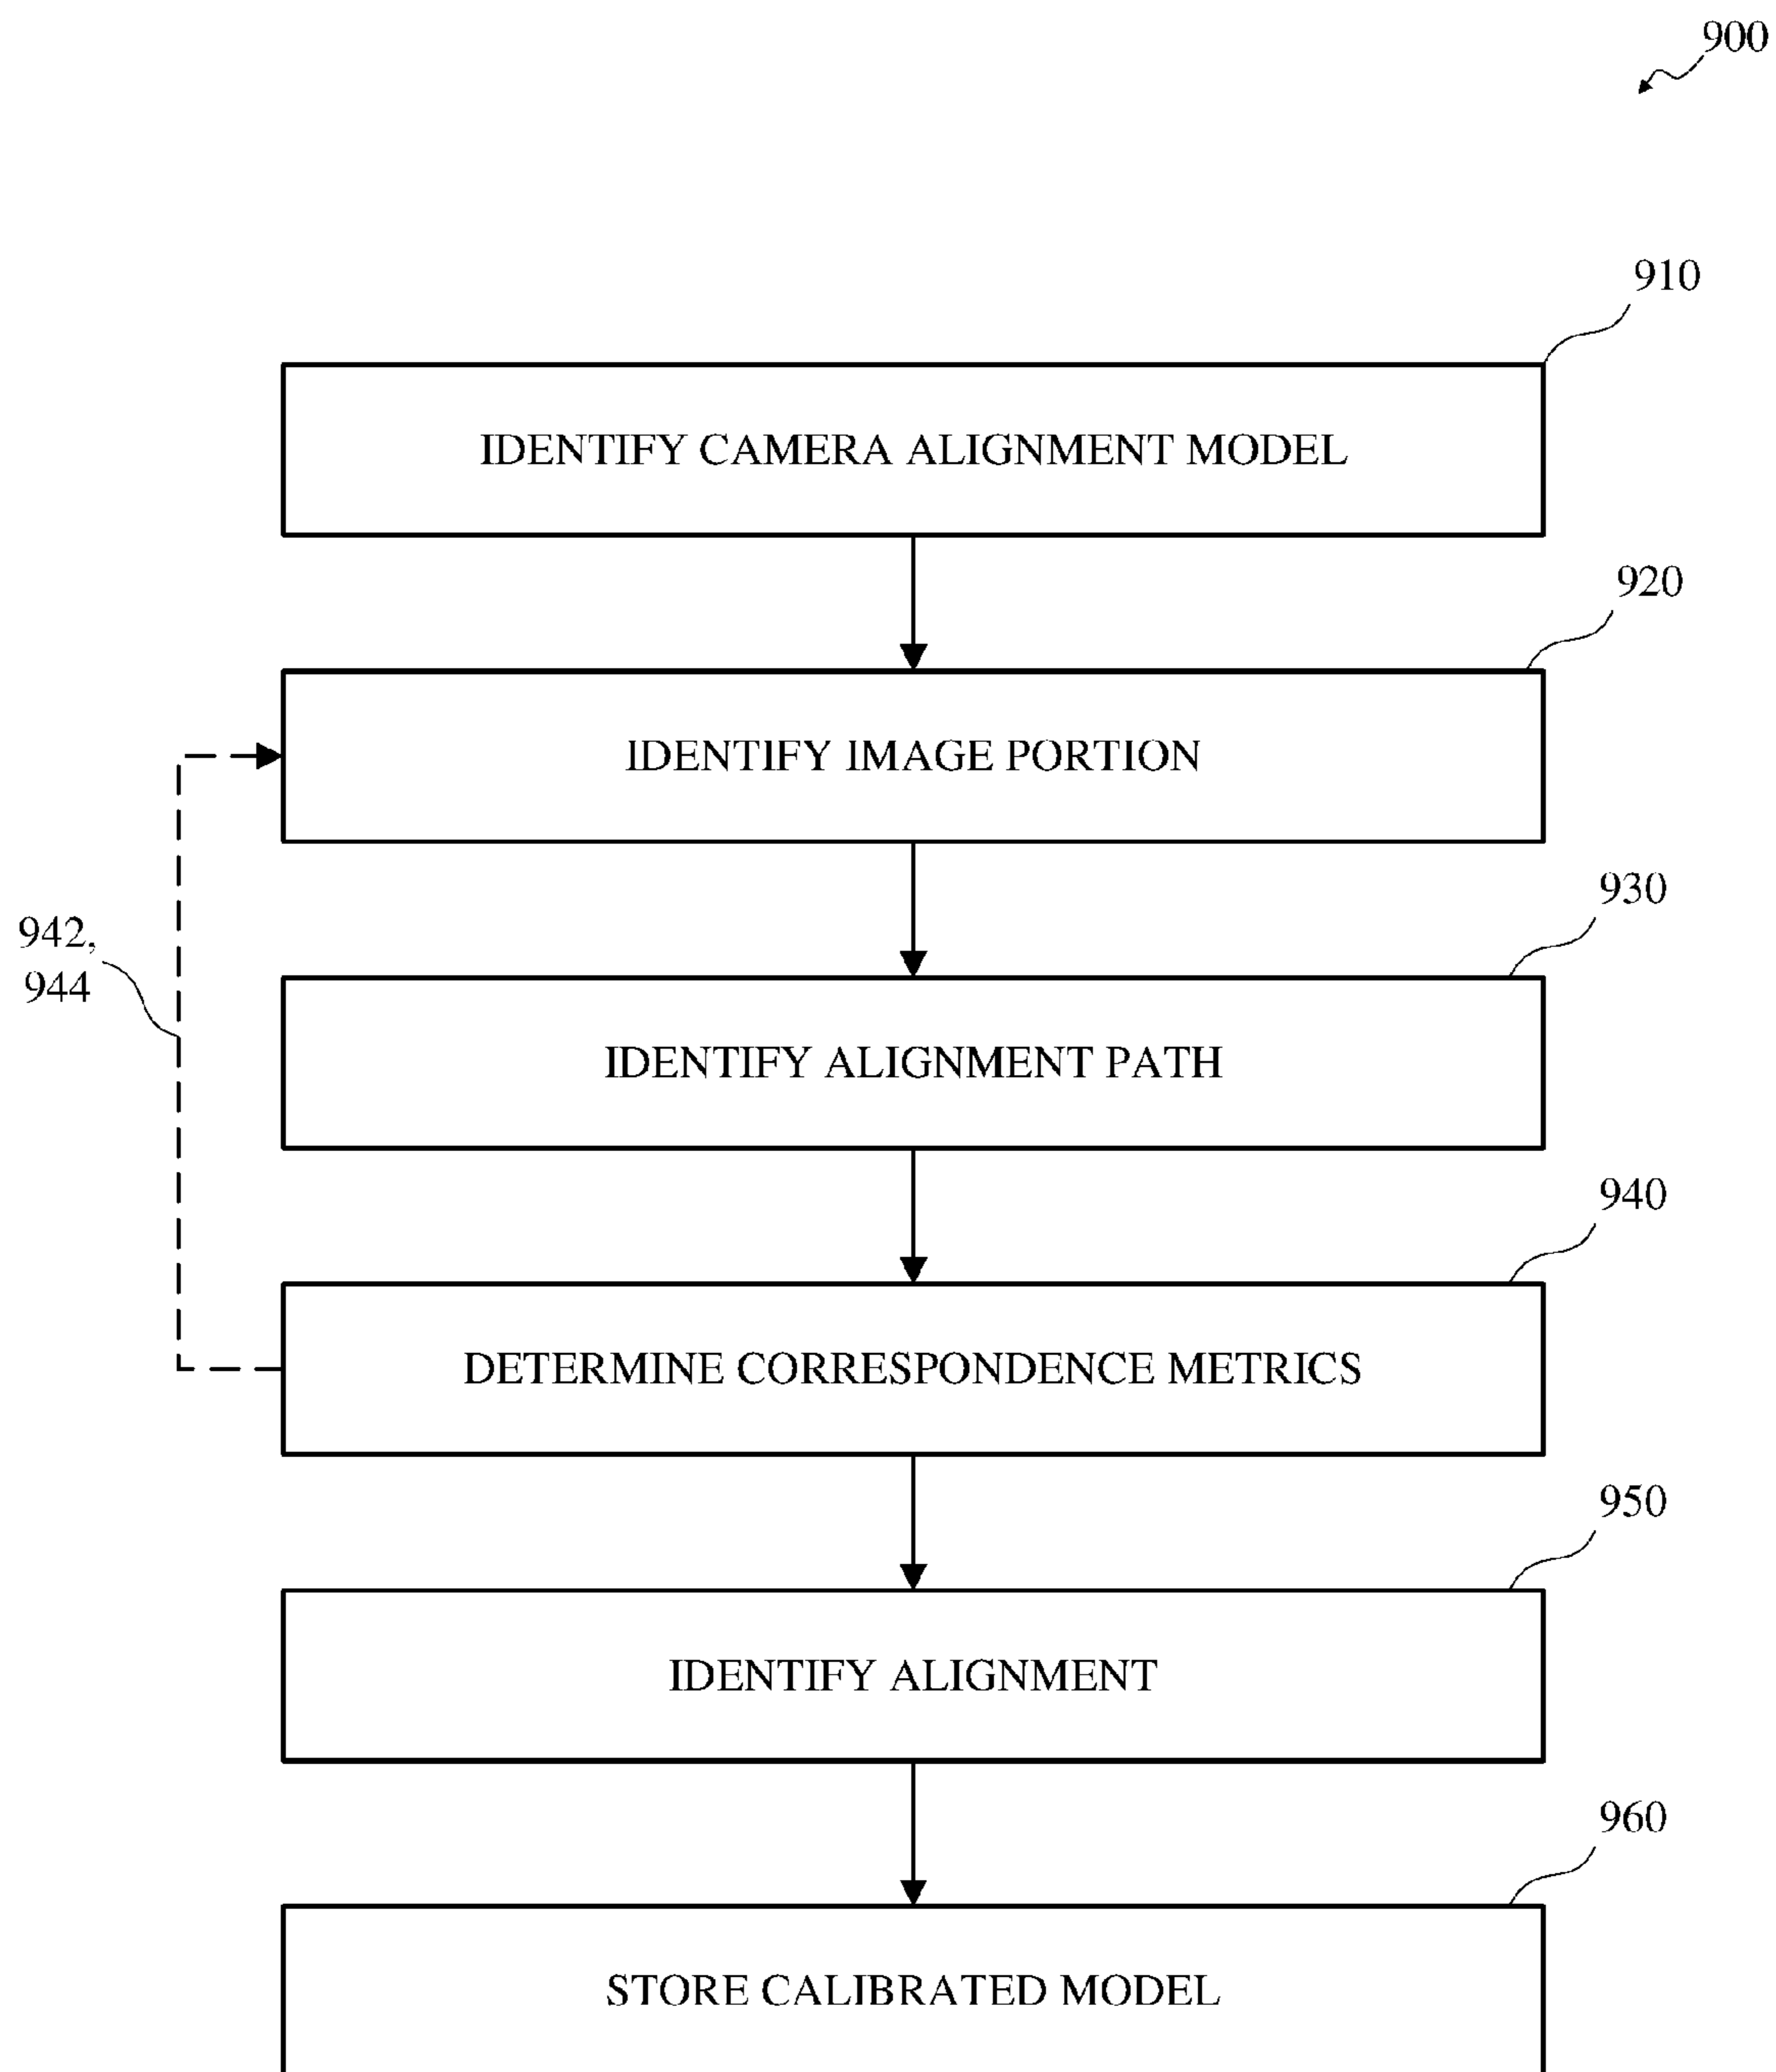 900
910
IDENTIFY CAMERA ALIGNMENT MODEL
920
IDENTIFY IMAGE PORTION
930
942,
944
IDENTIFY ALIGNMENT PATH
940
DETERMINE CORRESPONDENCE METRICS
950
IDENTIFY ALIGNMENT
960
STORE CALIBRATED MODEL